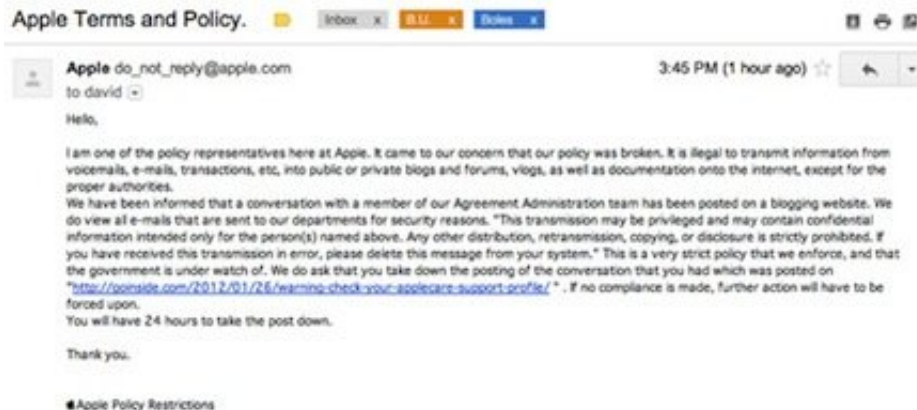 Apple Terms and Policy.
Inbox x B.U. x Boles x
Apple do_not_reply@apple.com 3:45 PM (1 hour ago)
to david
Hello,
I am one of the policy representatives here at Apple. It came to our concern that our policy was broken. It is illegal to transmit information from
voicemails, e-mails, transactions, etc, into public or private blogs and forums, vlogs, as well as documentation onto the internet, except for the
proper authorities.
We have been informed that a conversation with a member of our Agreement Administration team has been posted on a blogging website. We
do view all e-mails that are sent to our departments for security reasons. "This transmission may be privileged and may contain confidential
information intended only for the person(s) named above. Any other distribution, retransmission, copying, or disclosure is strictly prohibited. If
you have received this transmission in error, please delete this message from your system." This is a very strict policy that we enforce, and that
the government is under watch of. We do ask that you take down the posting of the conversation that you had which was posted on
"http://goinside.com/2012/01/26/warning-check-your-applecare-support-profile/ " . If no compliance is made, further action will have to be
forced upon.
You will have 24 hours to take the post down.
Thank you.
Apple Policy Restrictions